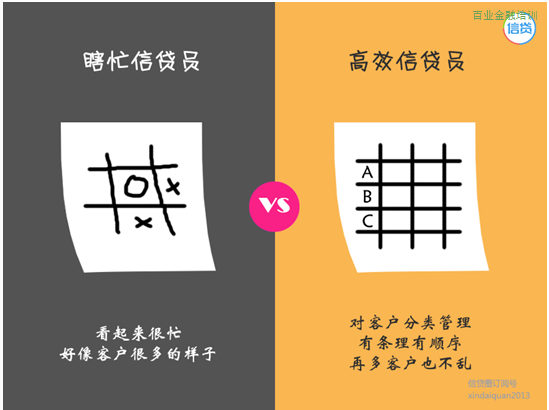 百业金融培训
信贷
瞎忙信贷员
高效信贷员
O
X
X
VS
A
B
C
看起来很忙
好像客户很多的样子
对客户分类管理
有条理有顺序
再多客户也不乱
信贷圈订阅号
xindaiquan2013